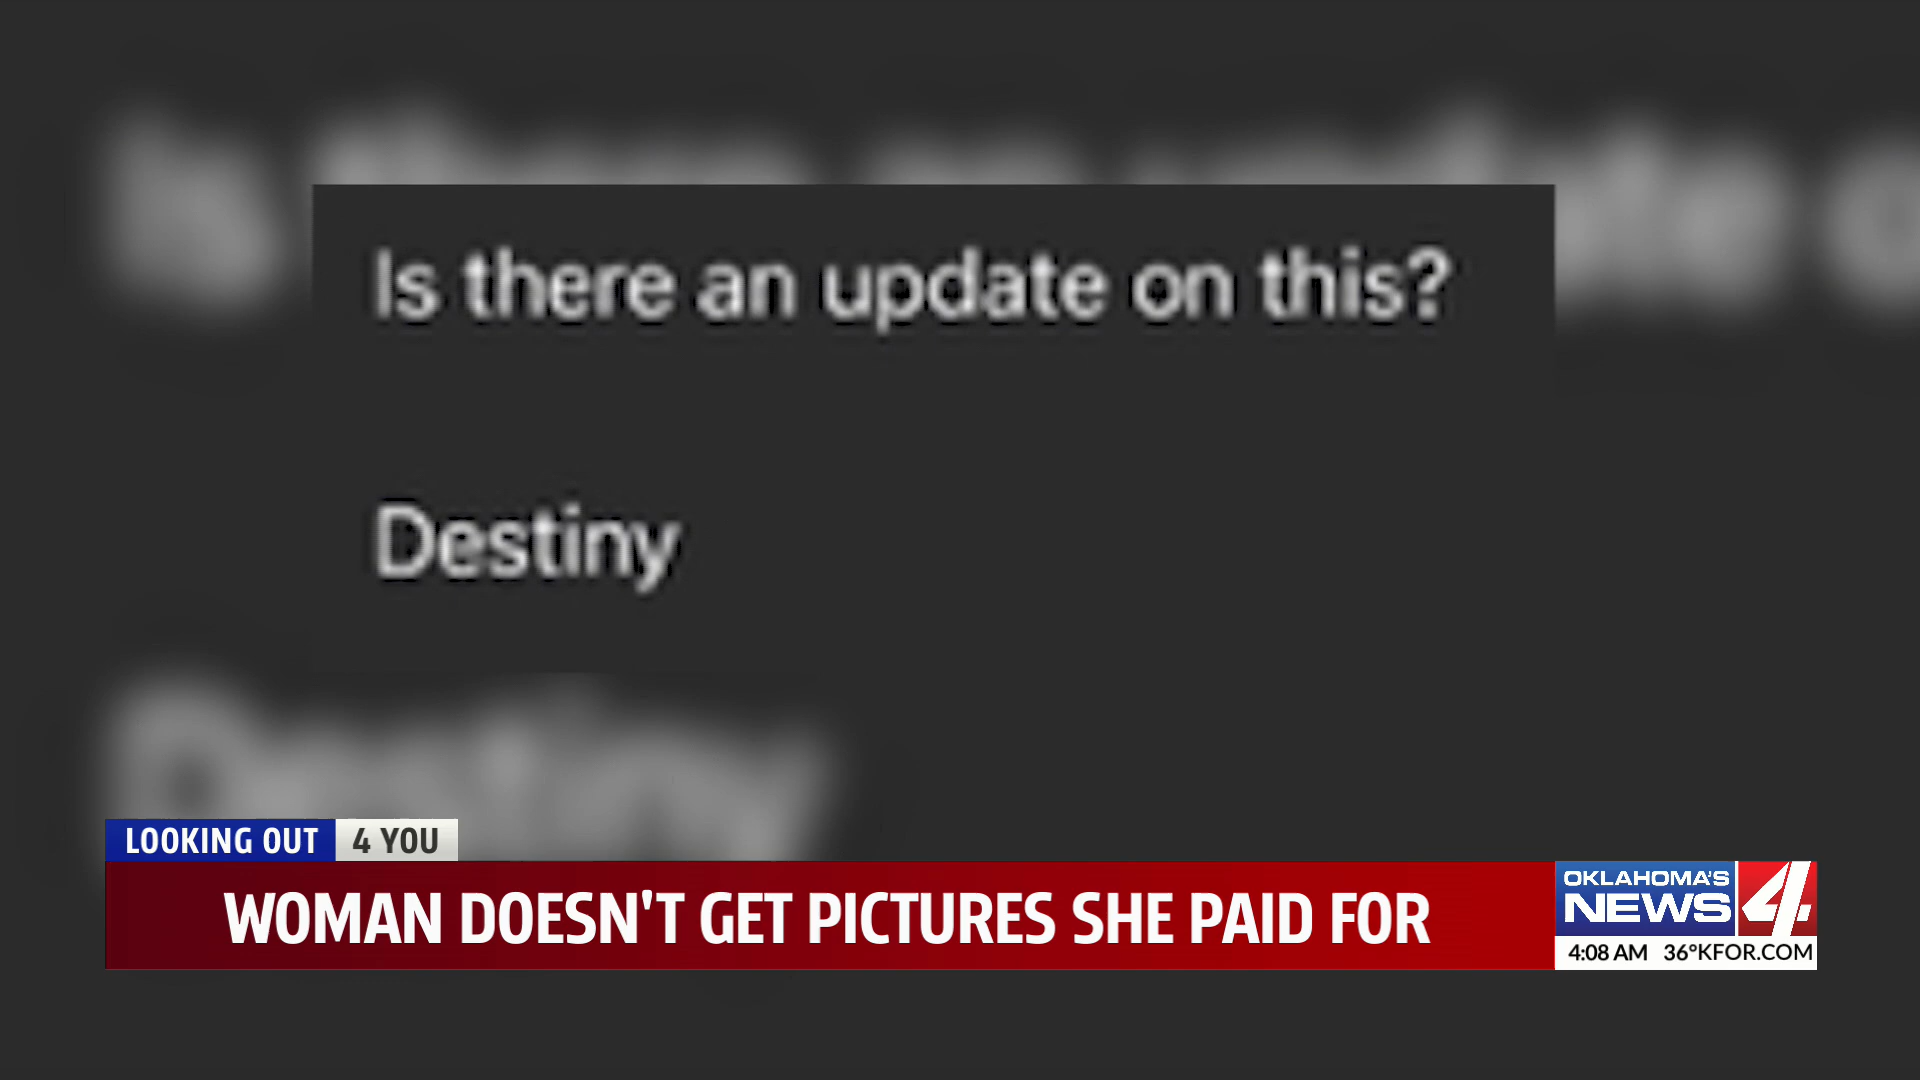 Is there an update on this?
Destiny
LOOKING OUT 4 YOU
WOMAN DOESN'T GET PICTURES SHE PAID FOR
OKLAHOMA'S
NEWS 4
4:08 AM 36° KFOR.COM